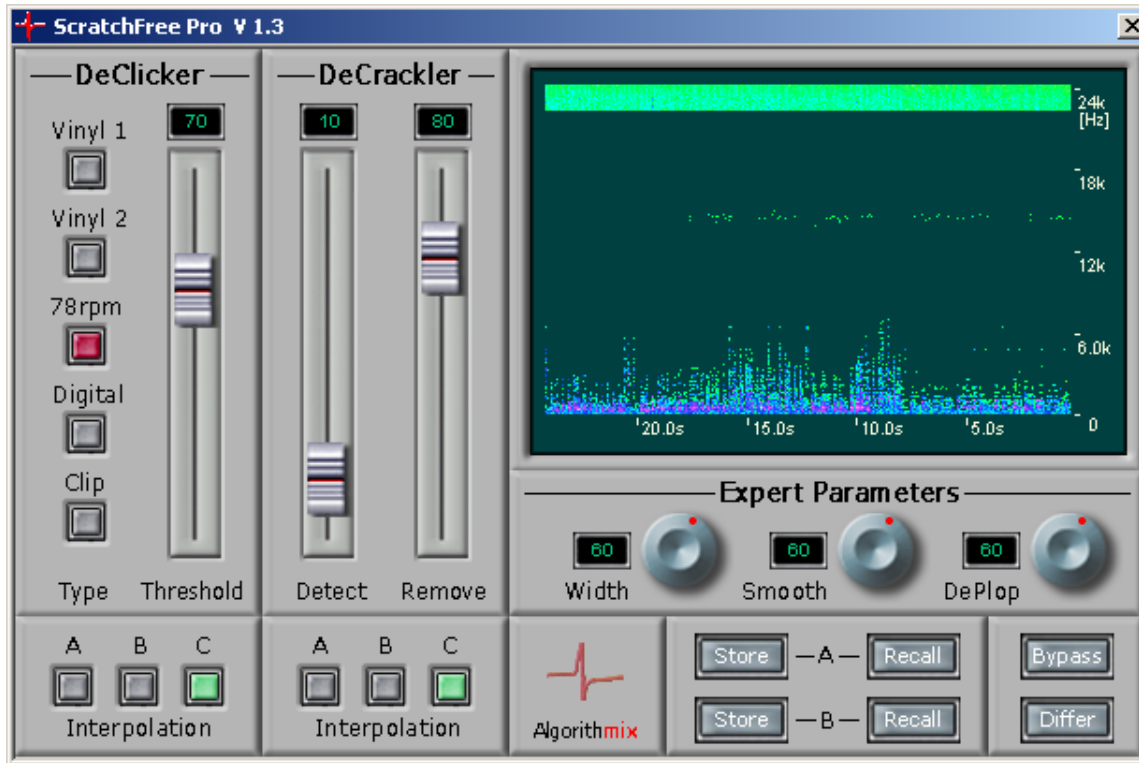 ScratchFree Pro V 1.3
DeClicker
Vinyl 1
70
Vinyl 2
78rpm
Digital
Clip
Type Threshold
A B C
Interpolation
DeCrackler
10 80
Detect Remove
A B C
Interpolation
24k
[Hz]
18k
12k
6.0k
20.0s 15.0s 10.0s 5.0s 0
Expert Parameters
60 60 60
Width Smooth DePlop
Algorithmix
Store A Recall
Store B Recall
Bypass
Differ